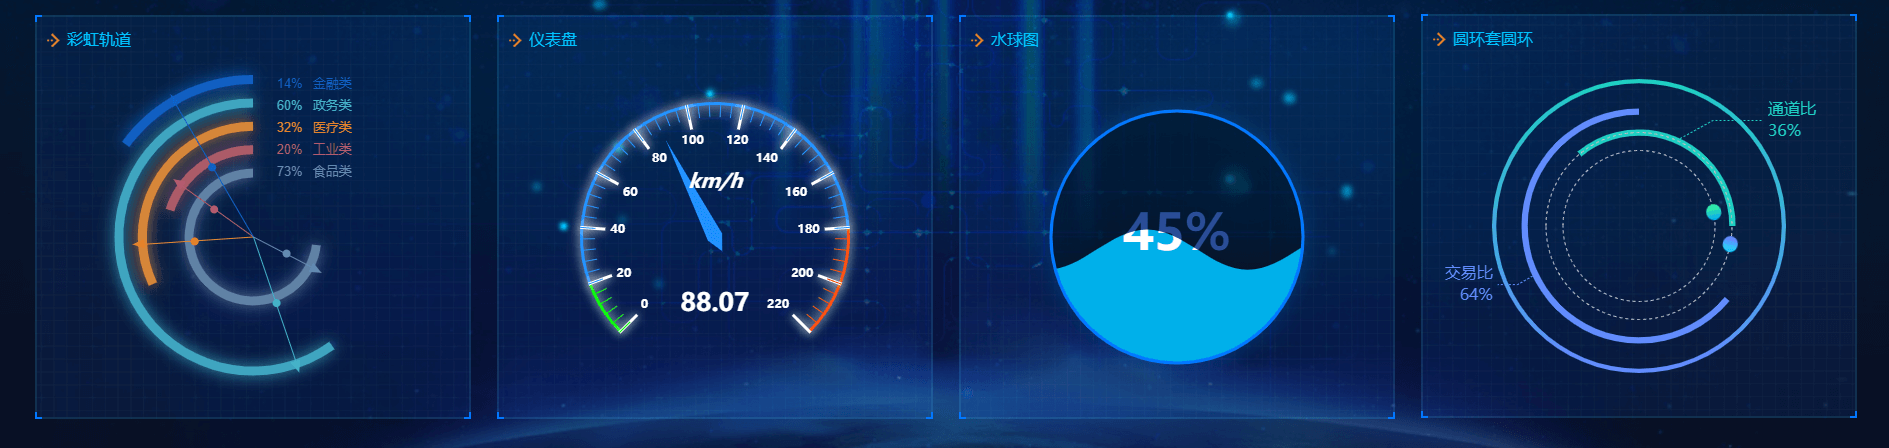 彩虹轨道
14% 金融类
60% 政务类
32% 医疗类
20% 工业类
73% 食品类
仪表盘
0
20
40
60
80
100
120
140
160
180
200
220
km/h
88.07
水球图
45%
圆环套圆环
通道比
36%
交易比
64%